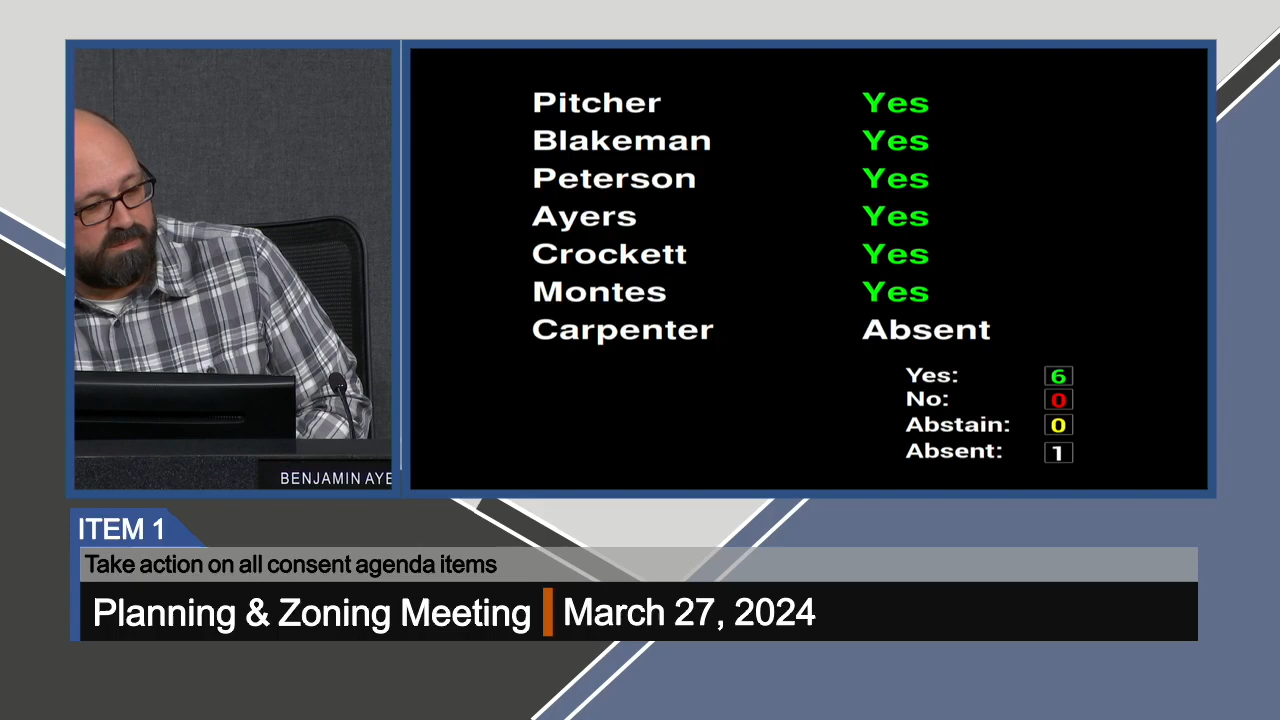 Pitcher Yes
Blakeman Yes
Peterson Yes
Ayers Yes
Crockett Yes
Montes Yes
Carpenter Absent
Yes: 6
No: 0
Abstain: 0
Absent: 1
BENJAMIN AYE
ITEM 1
Take action on all consent agenda items
Planning & Zoning Meeting March 27, 2024